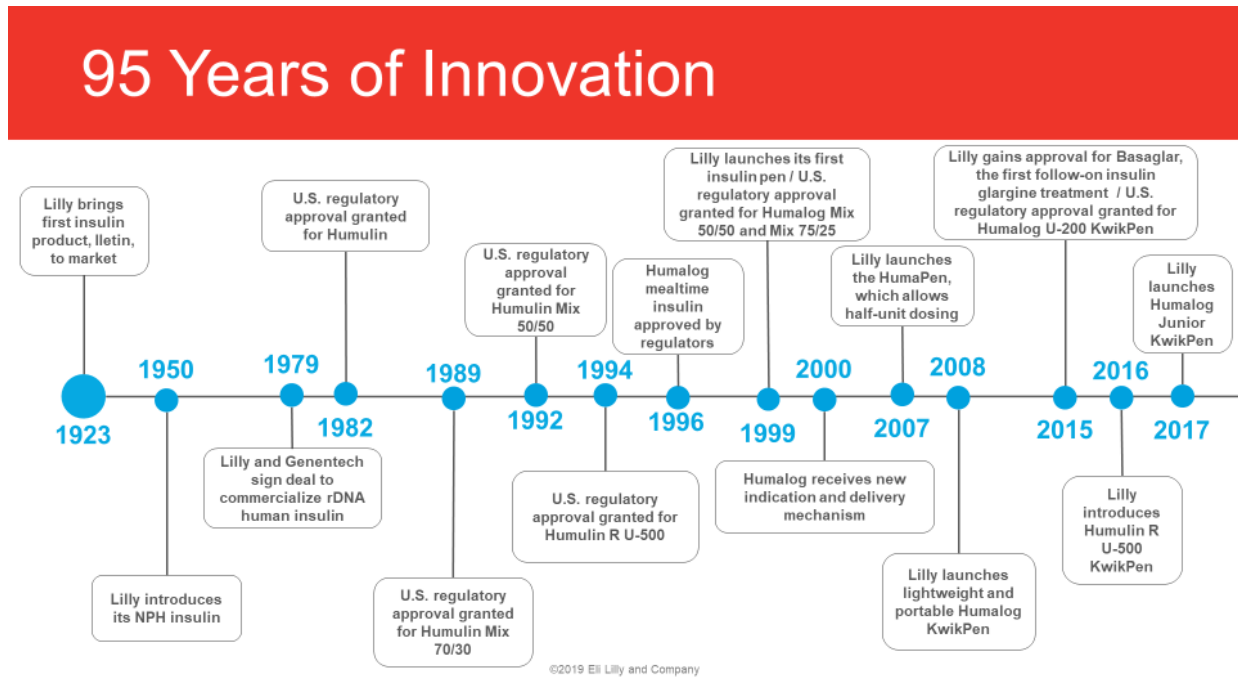 95 Years of Innovation
Lilly brings
first insulin
product, Iletin,
to market
1923
1950
Lilly introduces
its NPH insulin
1979
Lilly and Genentech
sign deal to
commercialize rDNA
human insulin
U.S. regulatory
approval granted
for Humulin
1982
1989
U.S. regulatory
approval granted
for Humulin Mix
70/30
U.S. regulatory
approval
granted for
Humulin Mix
50/50
1992
1994
U.S. regulatory
approval granted for
Humulin R U-500
Humalog
mealtime
insulin
approved by
regulators
1996
Lilly launches its first
insulin pen / U.S.
regulatory approval
granted for Humalog Mix
50/50 and Mix 75/25
1999
2000
Humalog receives new
indication and delivery
mechanism
Lilly launches
the HumaPen,
which allows
half-unit dosing
2007
2008
Lilly launches
lightweight and
portable Humalog
KwikPen
Lilly gains approval for Basaglar,
the first follow-on insulin
glargine treatment / U.S.
regulatory approval granted for
Humalog U-200 KwikPen
2015
2016
Lilly
introduces
Humulin R
U-500
KwikPen
Lilly
launches
Humalog
Junior
KwikPen
2017
©2019 Eli Lilly and Company